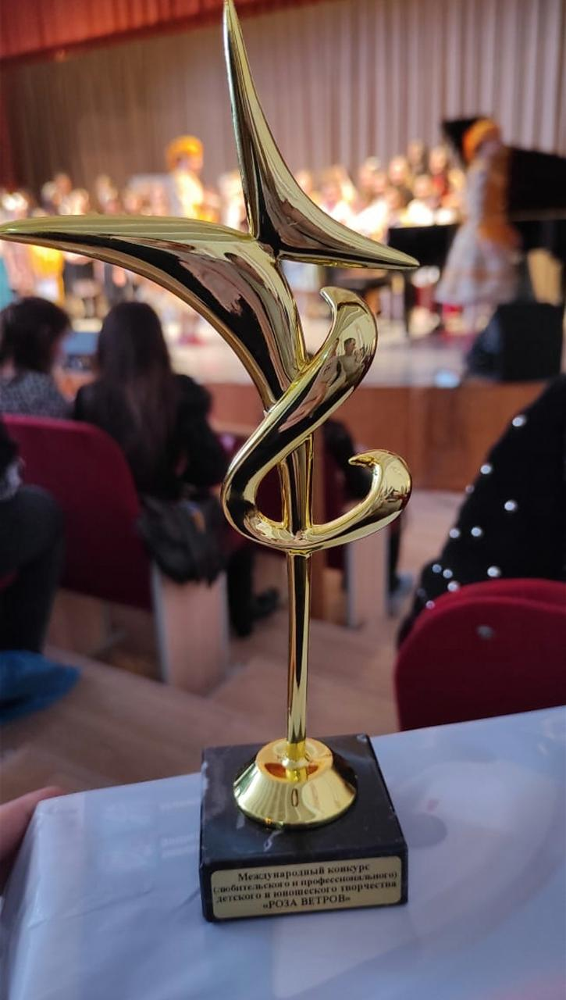 Международный конкурс
(любительского и профессионального)
детского и юношеского творчества
«РОЗА ВЕТРОВ»